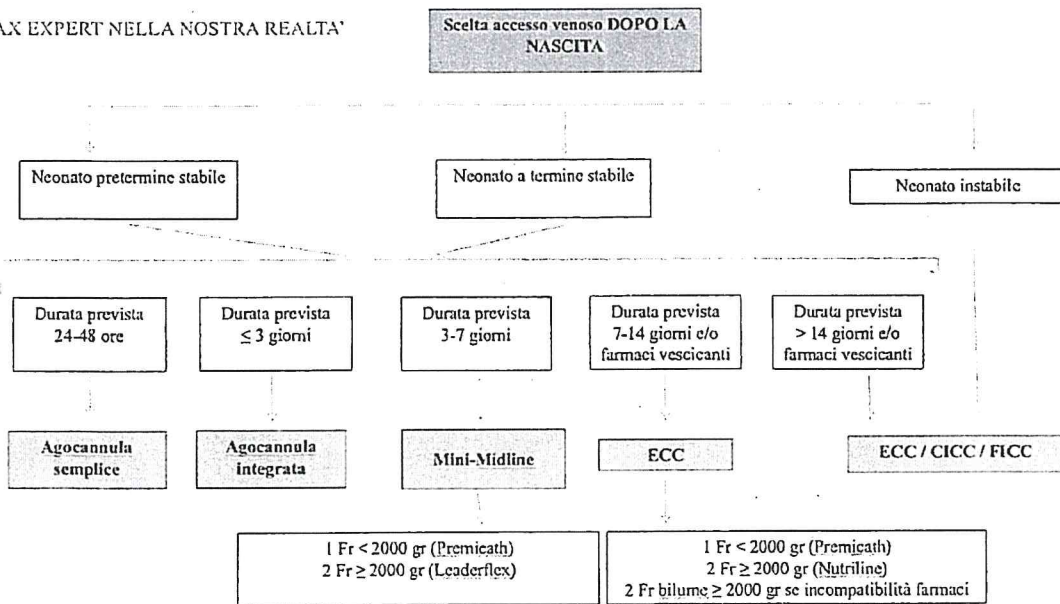 AX EXPERT NELLA NOSTRA REALTA'
Scelta accesso venoso DOPO LA
NASCITA
Neonato pretermine stabile
Neonato a termine stabile
Neonato instabile
Durata prevista
24-48 ore
Durata prevista
≤ 3 giorni
Durata prevista
3-7 giorni
Durata prevista
7-14 giorni e/o
farmaci vescicanti
Durata prevista
> 14 giorni e/o
farmaci vescicanti
Agocannula
semplice
Agocannula
integrata
Mini-Midline
ECC
ECC / CICC / FICC
1 Fr < 2000 gr (Premicath)
2 Fr ≥ 2000 gr (Leaderflex)
1 Fr < 2000 gr (Premicath)
2 Fr ≥ 2000 gr (Nutriline)
2 Fr bilume ≥ 2000 gr se incompatibilità farmaci